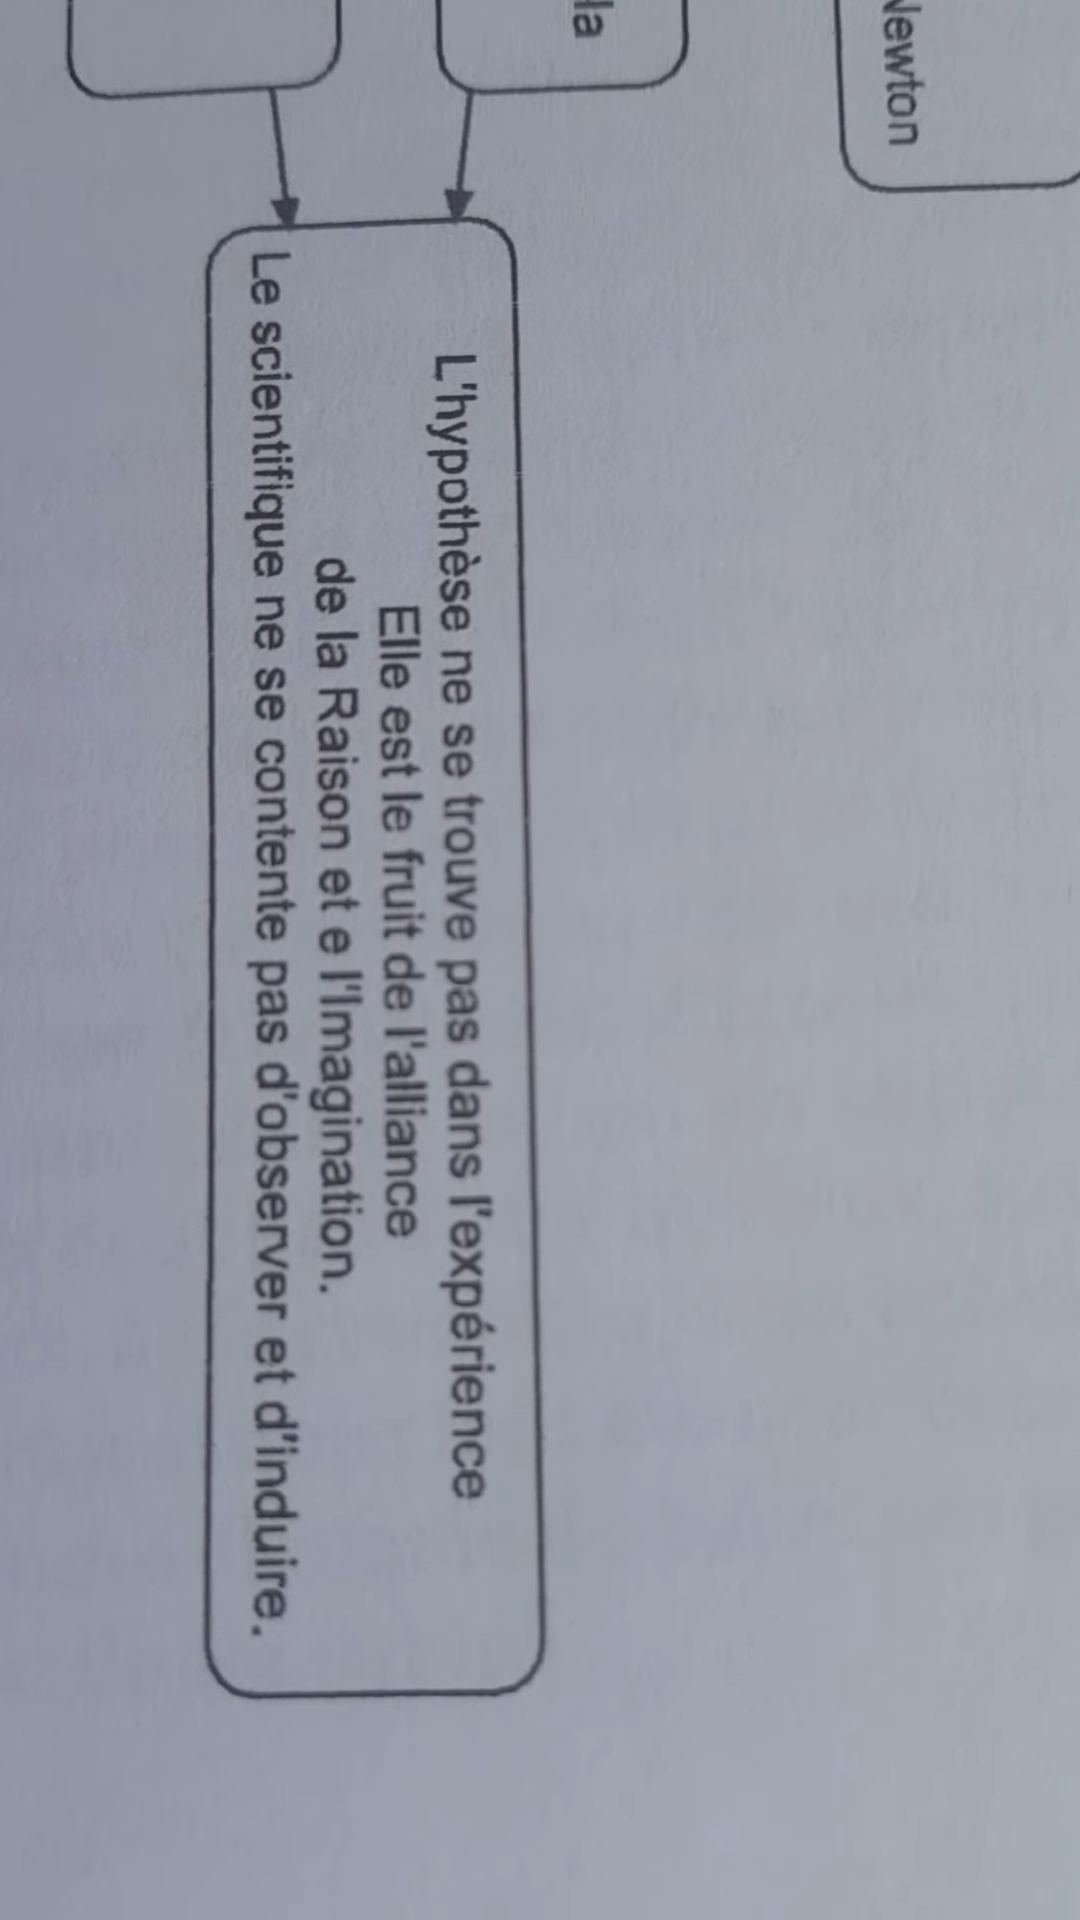 Newton
la
L'hypothèse ne se trouve pas dans l'expérience
Elle est le fruit de l'alliance
de la Raison et e l'Imagination.
Le scientifique ne se contente pas d'observer et d'induire.